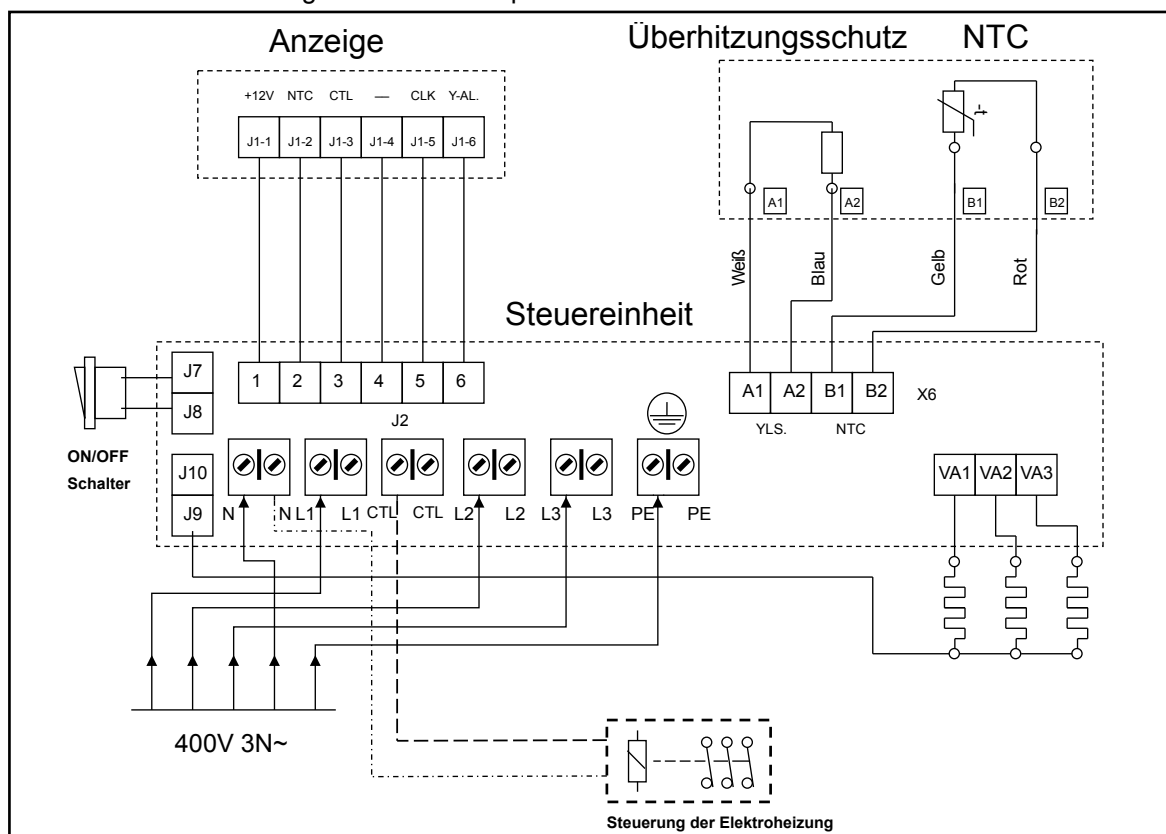 Anzeige
Überhitzungsschutz NTC
+12V NTC CTL — CLK Y-AL.
J1-1 J1-2 J1-3 J1-4 J1-5 J1-6
A1 A2 B1 B2
Weiß Blau Gelb Rot
Steuereinheit
J7
J8
1 2 3 4 5 6
J2
A1 A2 B1 B2 X6
YLS. NTC
ON/OFF
Schalter
J10
J9
N N L1 L1 CTL CTL L2 L2 L3 L3 PE PE
VA1 VA2 VA3
400V 3N~
Steuerung der Elektroheizung